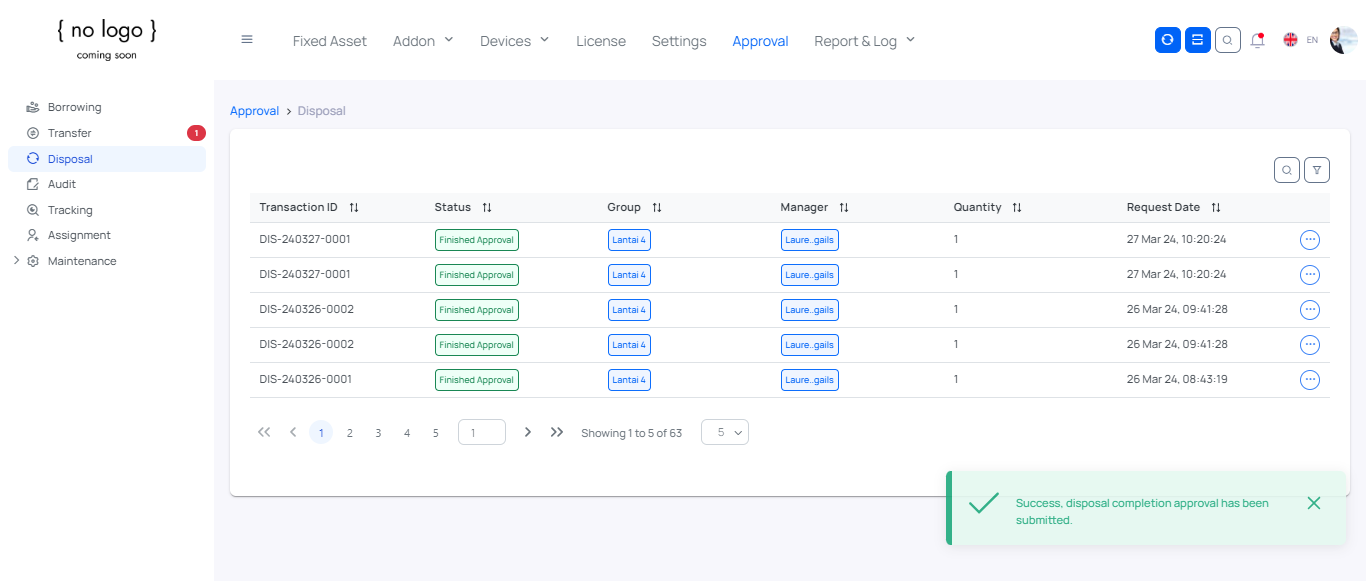 { no logo }
coming soon
Fixed Asset Addon Devices License Settings Approval Report & Log EN
Borrowing
Transfer 1
Disposal
Audit
Tracking
Assignment
Maintenance
Approval > Disposal
Transaction ID Status Group Manager Quantity Request Date
DIS-240327-0001 Finished Approval Lantai 4 Laure..gails 1 27 Mar 24, 10:20:24
DIS-240327-0001 Finished Approval Lantai 4 Laure..gails 1 27 Mar 24, 10:20:24
DIS-240326-0002 Finished Approval Lantai 4 Laure..gails 1 26 Mar 24, 09:41:28
DIS-240326-0002 Finished Approval Lantai 4 Laure..gails 1 26 Mar 24, 09:41:28
DIS-240326-0001 Finished Approval Lantai 4 Laure..gails 1 26 Mar 24, 08:43:19
1 2 3 4 5 1 Showing 1 to 5 of 63 5
Success, disposal completion approval has been
submitted.